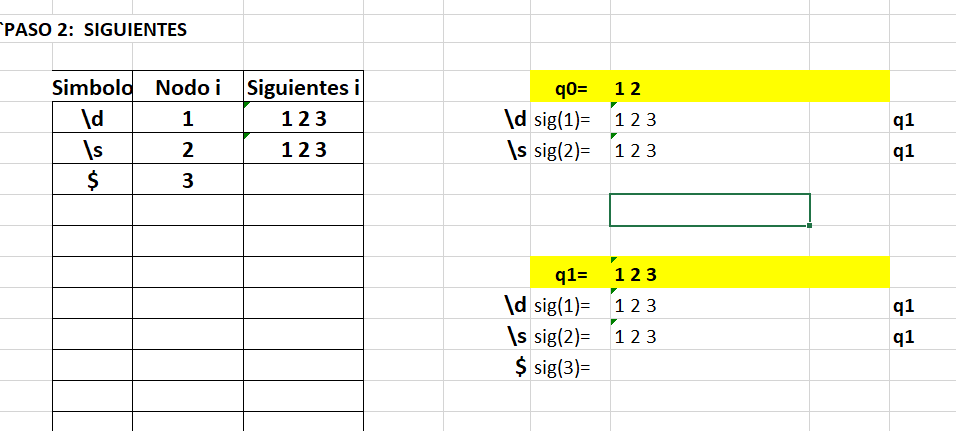 `PASO 2: SIGUIENTES
Simbolo Nodo i Siguientes i
\d 1 1 2 3
\s 2 1 2 3
$ 3
q0= 1 2
\d sig(1)= 1 2 3 q1
\s sig(2)= 1 2 3 q1
q1= 1 2 3
\d sig(1)= 1 2 3 q1
\s sig(2)= 1 2 3 q1
$ sig(3)=